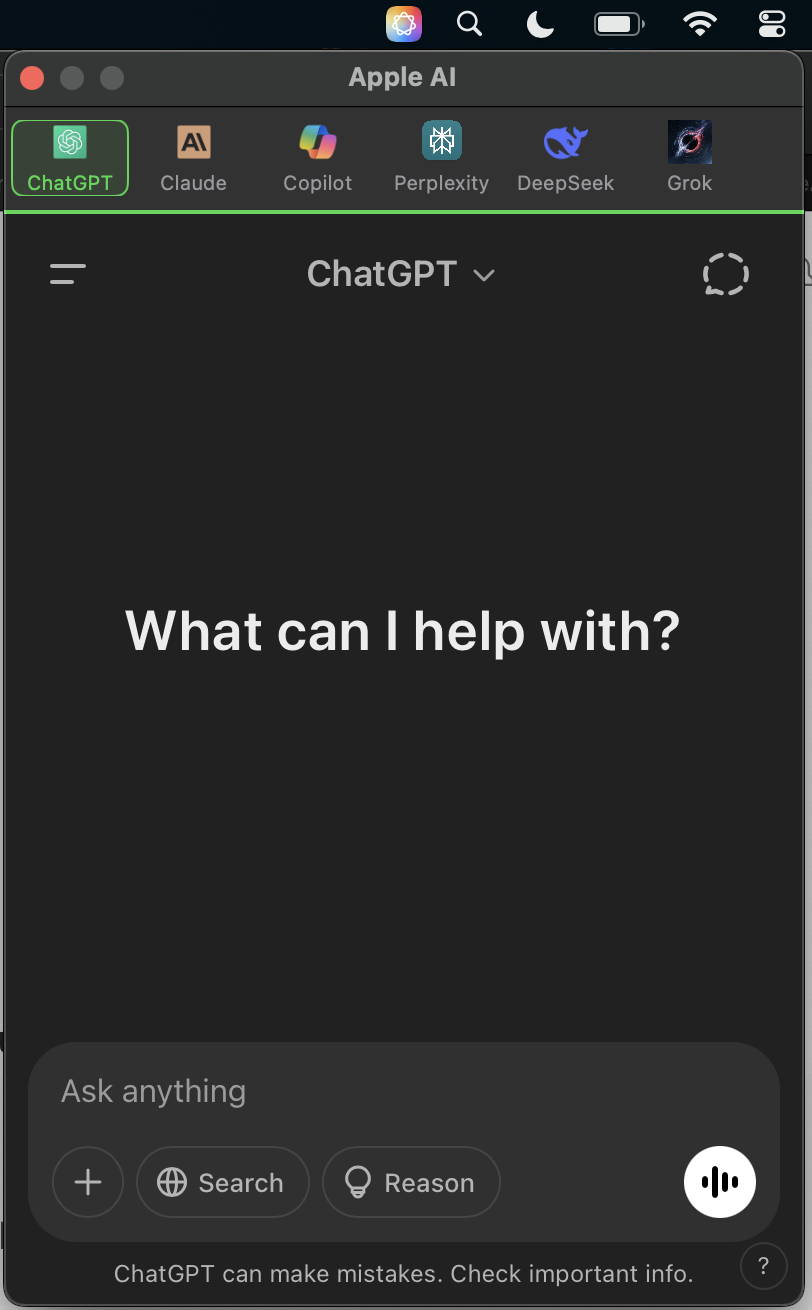 Apple AI
ChatGPT Claude Copilot Perplexity DeepSeek Grok
ChatGPT
What can I help with?
Ask anything
Search Reason
ChatGPT can make mistakes. Check important info.
?